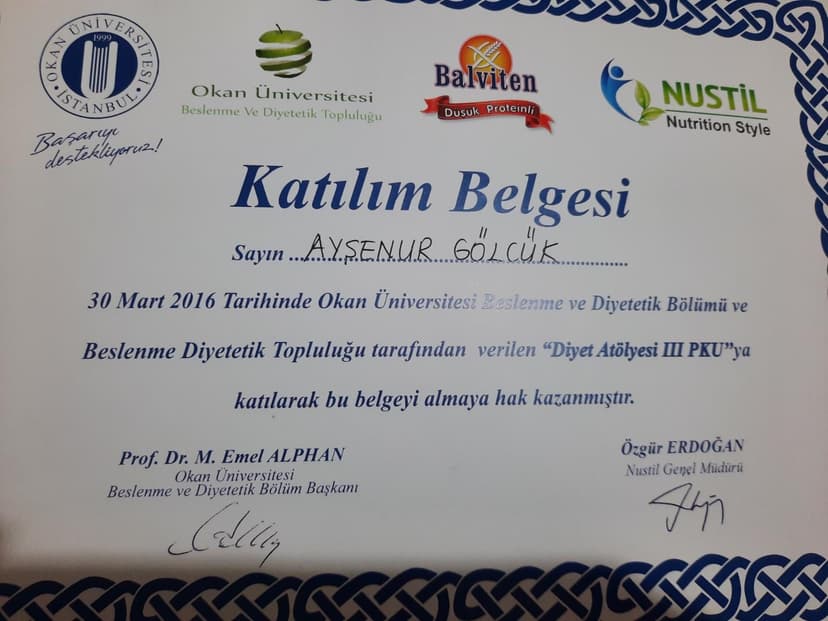 OKAN ÜNİVERSİTESİ
1999
İSTANBUL
Başarıyı
destekliyoruz!
Okan Üniversitesi
Beslenme Ve Diyetetik Topluluğu
Balviten
Dusuk Proteinli
NUSTİL
Nutrition Style
Katılım Belgesi
Sayın ... AYŞENUR GÖLCÜK ...
30 Mart 2016 Tarihinde Okan Üniversitesi Beslenme ve Diyetetik Bölümü ve
Beslenme Diyetetik Topluluğu tarafından verilen “Diyet Atölyesi III PKU”ya
katılarak bu belgeyi almaya hak kazanmıştır.
Prof. Dr. M. Emel ALPHAN
Okan Üniversitesi
Beslenme ve Diyetetik Bölüm Başkanı
Özgür ERDOĞAN
Nustil Genel Müdürü